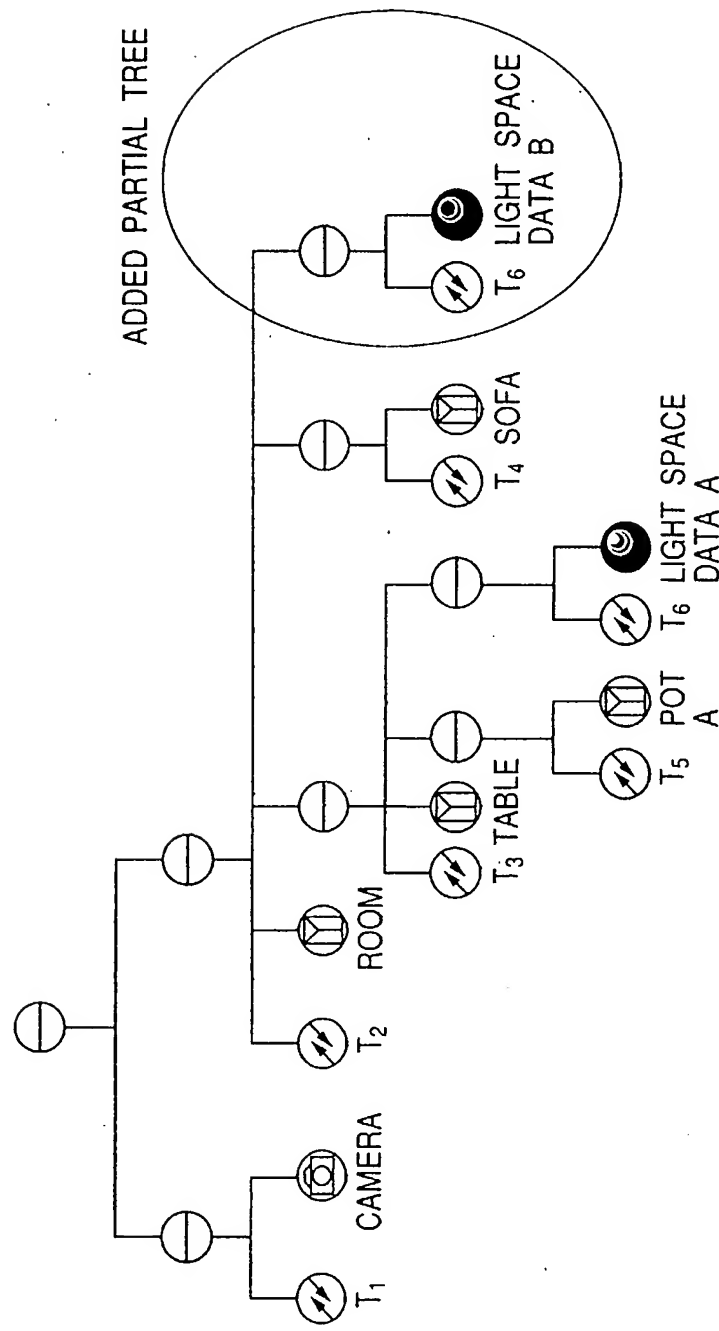 ADDED PARTIAL TREE
T1
CAMERA
T2
ROOM
T3 TABLE
T5
POT
A
T6
LIGHT SPACE
DATA A
T4 SOFA
T6
LIGHT SPACE
DATA B